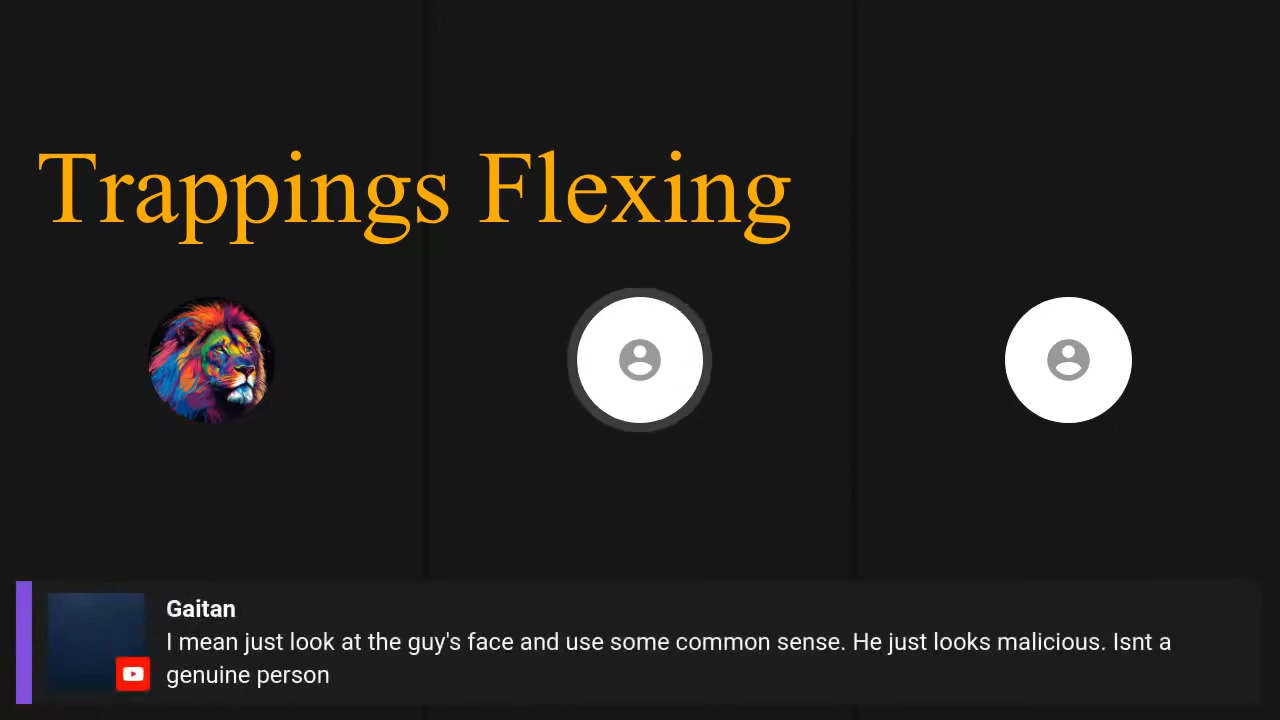 Trappings Flexing
Gaitan
I mean just look at the guy's face and use some common sense. He just looks malicious. Isnt a
genuine person